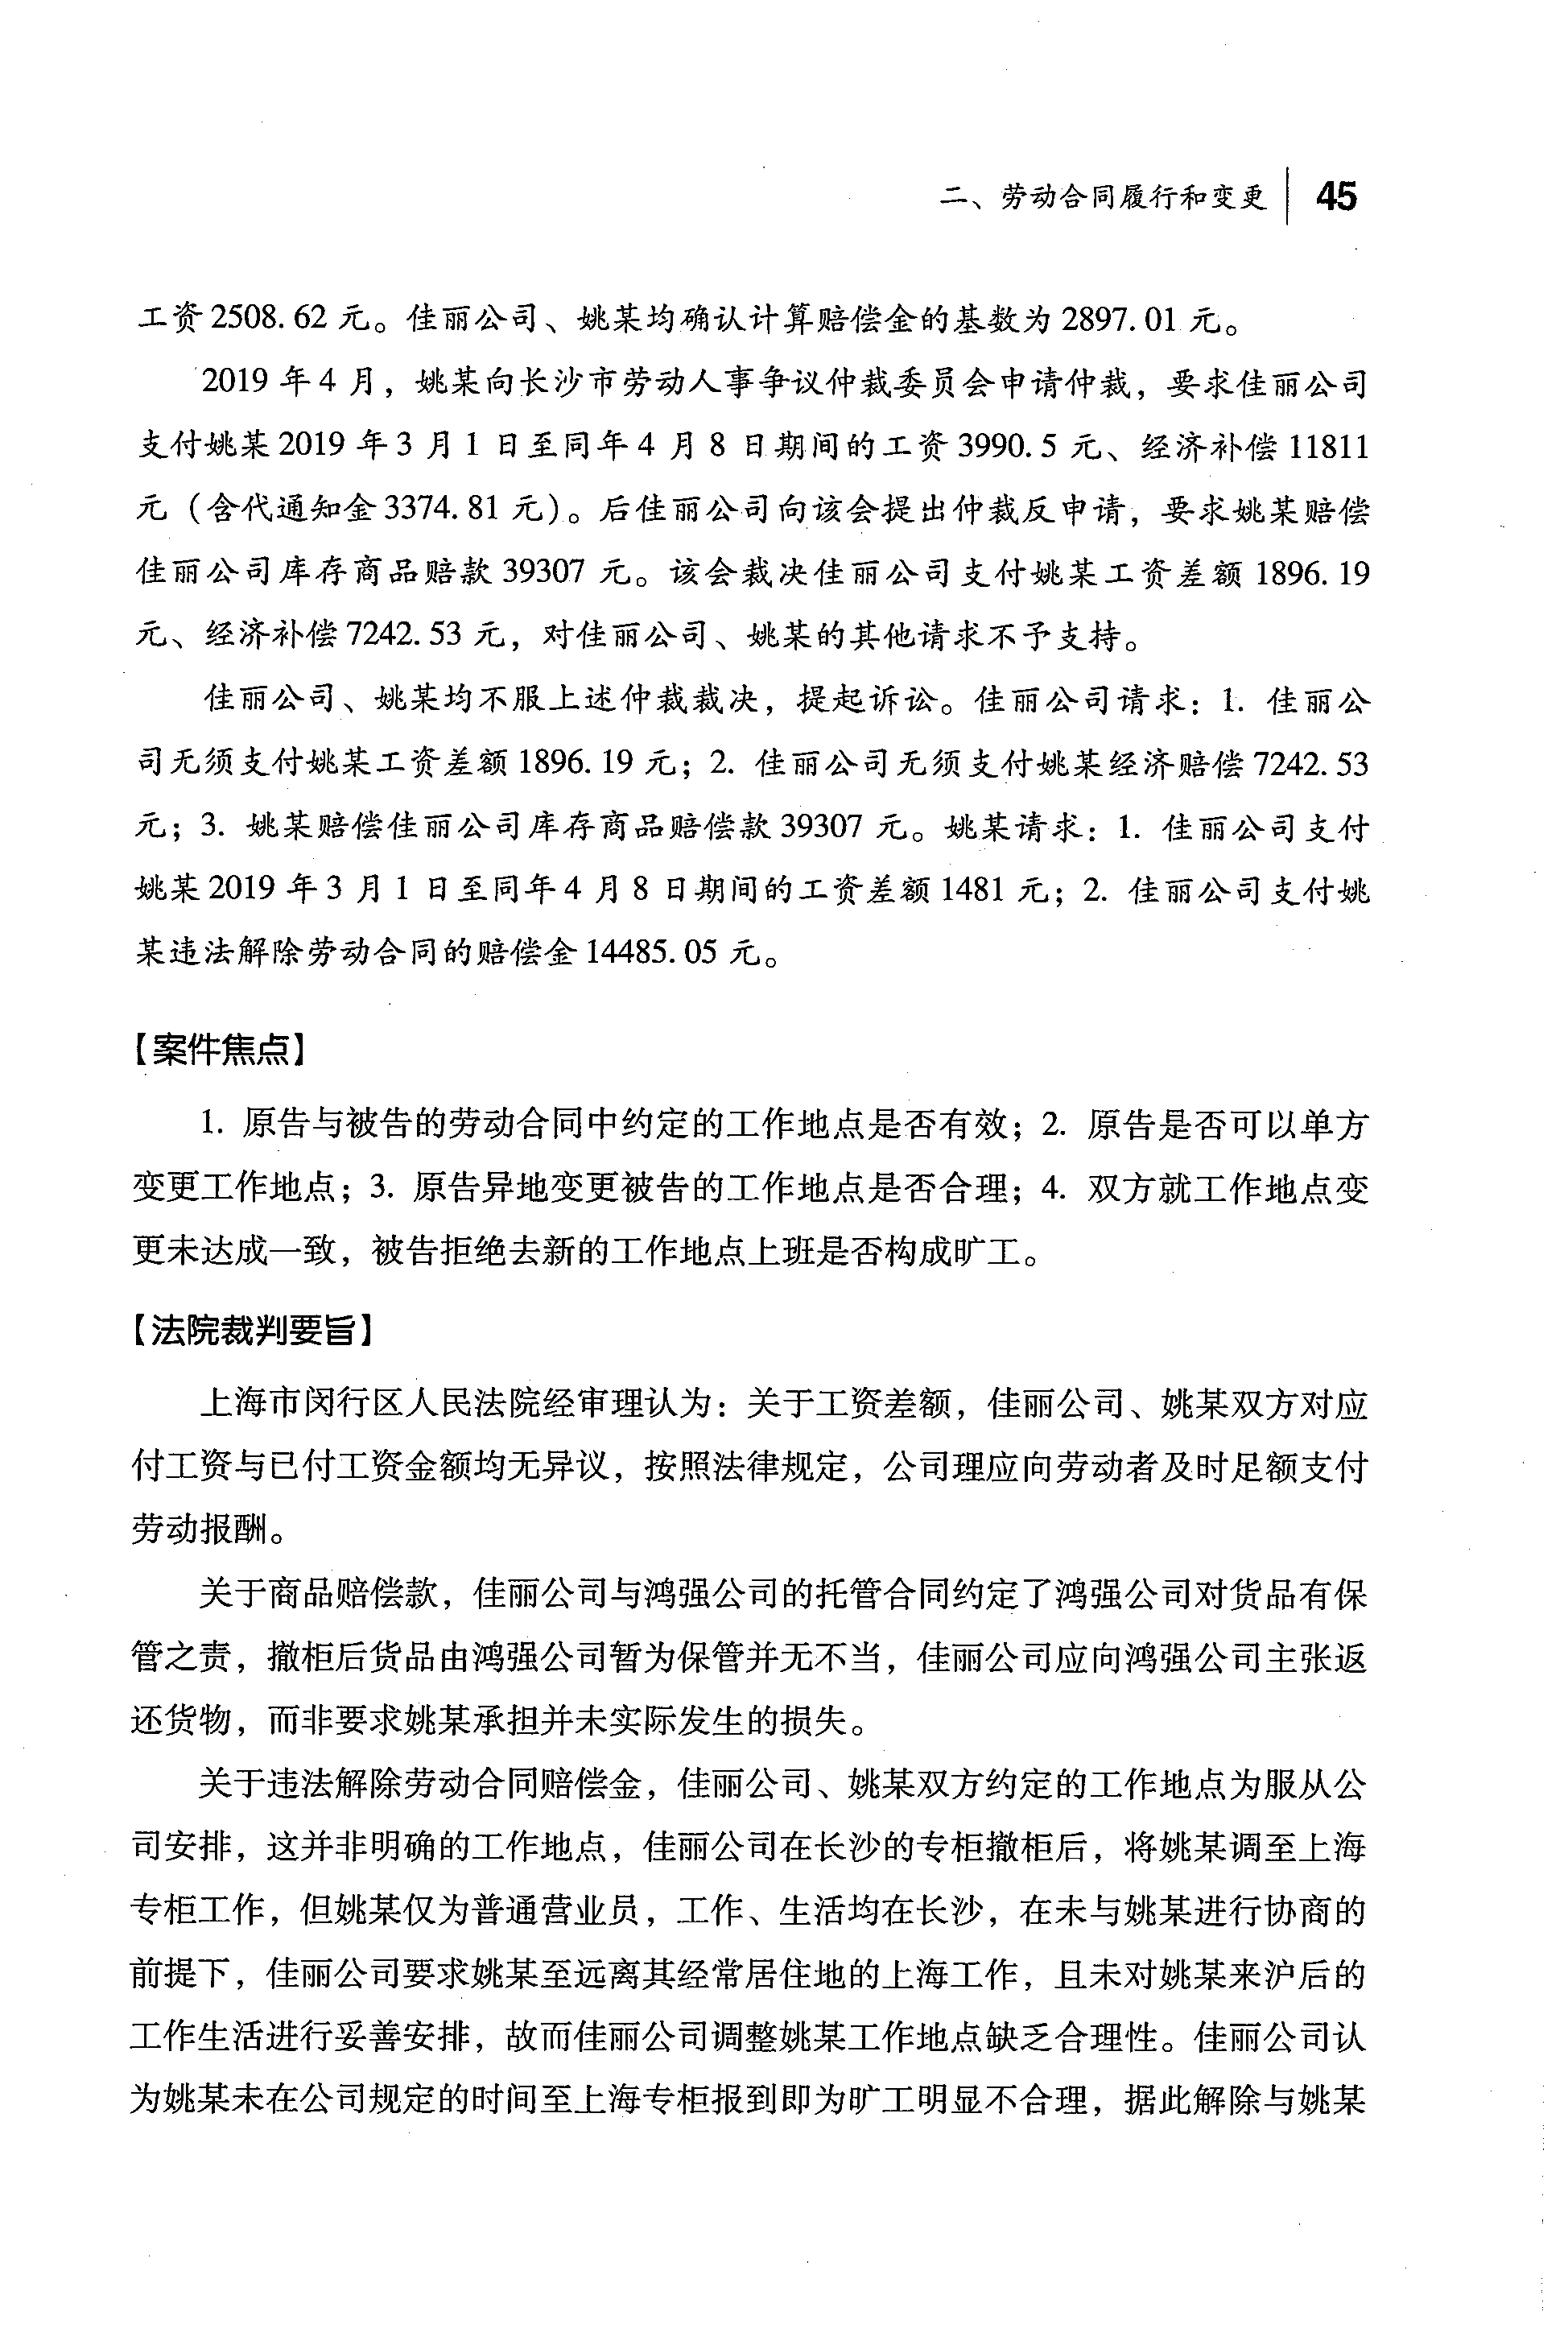 二、劳动合同履行和变更 45
工资2508.62元。佳丽公司、姚某均确认计算赔偿金的基数为2897.01元。
2019年4月，姚某向长沙市劳动人事争议仲裁委员会申请仲裁，要求佳丽公司
支付姚某2019年3月1日至同年4月8日期间的工资3990.5元、经济补偿11811
元（含代通知金3374.81元）。后佳丽公司向该会提出仲裁反申请，要求姚某赔偿
佳丽公司库存商品赔款39307元。该会裁决佳丽公司支付姚某工资差额1896.19
元、经济补偿7242.53元，对佳丽公司、姚某的其他请求不予支持。
佳丽公司、姚某均不服上述仲裁裁决，提起诉讼。佳丽公司请求：1.佳丽公
司无须支付姚某工资差额1896.19元；2.佳丽公司无须支付姚某经济赔偿7242.53
元；3.姚某赔偿佳丽公司库存商品赔偿款39307元。姚某请求：1.佳丽公司支付
姚某2019年3月1日至同年4月8日期间的工资差额1481元；2.佳丽公司支付姚
某违法解除劳动合同的赔偿金14485.05元。
【案件焦点】
1.原告与被告的劳动合同中约定的工作地点是否有效；2.原告是否可以单方
变更工作地点；3.原告异地变更被告的工作地点是否合理；4.双方就工作地点变
更未达成一致，被告拒绝去新的工作地点上班是否构成旷工。
【法院裁判要旨】
上海市闵行区人民法院经审理认为：关于工资差额，佳丽公司、姚某双方对应
付工资与已付工资金额均无异议，按照法律规定，公司理应向劳动者及时足额支付
劳动报酬。
关于商品赔偿款，佳丽公司与鸿强公司的托管合同约定了鸿强公司对货品有保
管之责，撤柜后货品由鸿强公司暂为保管并无不当，佳丽公司应向鸿强公司主张返
还货物，而非要求姚某承担并未实际发生的损失。
关于违法解除劳动合同赔偿金，佳丽公司、姚某双方约定的工作地点为服从公
司安排，这并非明确的工作地点，佳丽公司在长沙的专柜撤柜后，将姚某调至上海
专柜工作，但姚某仅为普通营业员，工作、生活均在长沙，在未与姚某进行协商的
前提下，佳丽公司要求姚某至远离其经常居住地的上海工作，且未对姚某来沪后的
工作生活进行妥善安排，故而佳丽公司调整姚某工作地点缺乏合理性。佳丽公司认
为姚某未在公司规定的时间至上海专柜报到即为旷工明显不合理，据此解除与姚某